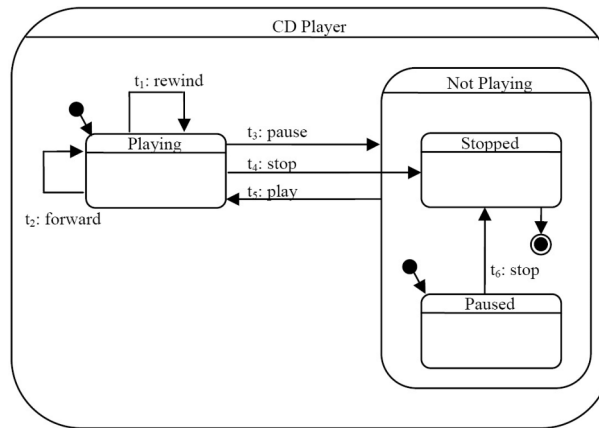 CD Player
t₁: rewind
Not Playing
Playing
t₃: pause
Stopped
t₄: stop
t₅: play
t₂: forward
t₆: stop
Paused